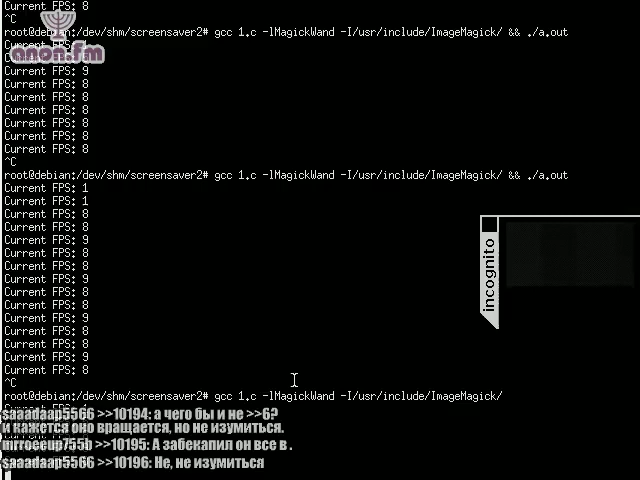 Current FPS: 8
^C
root@debian:/dev/shm/screensaver2# gcc 1.c -lMagickWand -I/usr/include/ImageMagick/ && ./a.out
anon.fm
Current FPS: 9
Current FPS: 8
Current FPS: 8
Current FPS: 8
Current FPS: 8
Current FPS: 8
Current FPS: 8
^C
root@debian:/dev/shm/screensaver2# gcc 1.c -lMagickWand -I/usr/include/ImageMagick/ && ./a.out
Current FPS: 1
Current FPS: 1
Current FPS: 8
Current FPS: 8
Current FPS: 9
Current FPS: 8
Current FPS: 8
Current FPS: 9
Current FPS: 8
Current FPS: 8
Current FPS: 9
Current FPS: 8
Current FPS: 8
Current FPS: 9
Current FPS: 8
^C
incognito
root@debian:/dev/shm/screensaver2# gcc 1.c -lMagickWand -I/usr/include/ImageMagick/
saaadaap5566 >>10194: а чего бы и не >>6?
и кажется оно вращается, но не изумиться.
mrroeeup755b >>10195: А забекапил он все в .
saaadaap5566 >>10196: Не, не изумиться